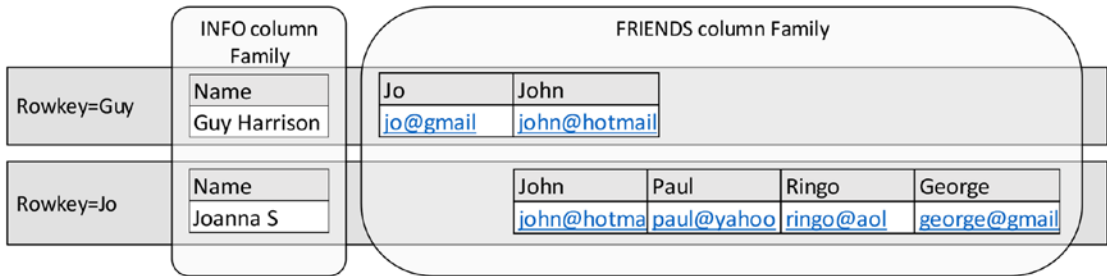 INFO column
Family
FRIENDS column Family
Rowkey=Guy
Name
Guy Harrison
Jo
John
jo@gmail
john@hotmail
Rowkey=Jo
Name
Joanna S
John
Paul
Ringo
George
john@hotma
paul@yahoo
ringo@aol
george@gmail